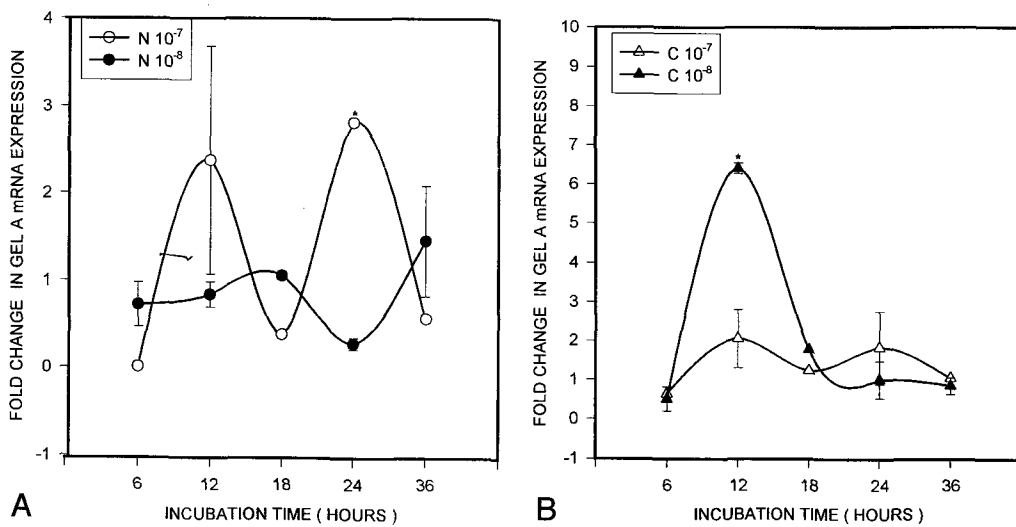 4
3
2
1
0
-1
FOLD CHANGE IN GEL A mRNA EXPRESSION
N 10⁻⁷
N 10⁻⁸
*
6 12 18 24 36
INCUBATION TIME ( HOURS )
A
10
9
8
7
6
5
4
3
2
1
0
-1
FOLD CHANGE IN GEL A mRNA EXPRESSION
C 10⁻⁷
C 10⁻⁸
*
6 12 18 24 36
INCUBATION TIME ( HOURS )
B